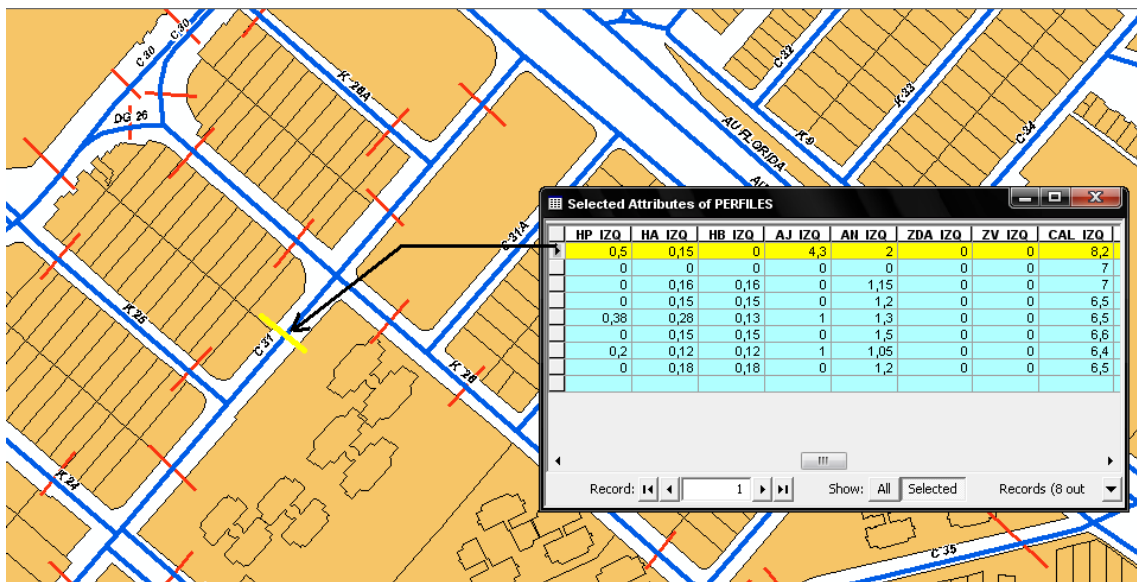 C 30
C 30
K 26A
DG 26
C 32
K 33
C 34
K 9
AU FLORIDA
C 31A
K 25
C 31
K 26
K 24
C 35
Selected Attributes of PERFILES
HP_IZQ HA_IZQ HB_IZQ AJ_IZQ AN_IZQ ZDA_IZQ ZV_IZQ CAL_IZQ
0,5 0,15 0 4,3 2 0 0 8,2
0 0 0 0 0 0 0 7
0 0,16 0,16 0 1,15 0 0 7
0 0,15 0,15 0 1,2 0 0 6,5
0,38 0,28 0,13 1 1,3 0 0 6,5
0 0,15 0,15 0 1,5 0 0 6,6
0,2 0,12 0,12 1 1,05 0 0 6,4
0 0,18 0,18 0 1,2 0 0 6,5
Record: 1 Show: All Selected Records (8 out